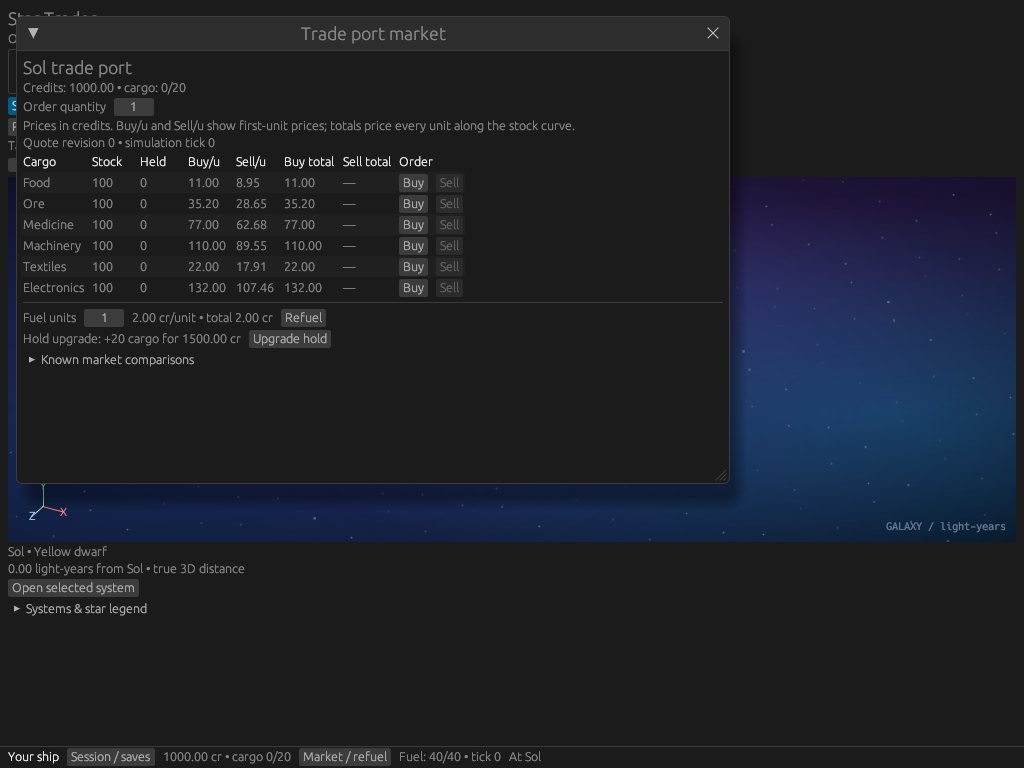 Trade port market
Sol trade port
Credits: 1000.00 • cargo: 0/20
Order quantity 1
Prices in credits. Buy/u and Sell/u show first-unit prices; totals price every unit along the stock curve.
Quote revision 0 • simulation tick 0
Cargo Stock Held Buy/u Sell/u Buy total Sell total Order
Food 100 0 11.00 8.95 11.00 — Buy Sell
Ore 100 0 35.20 28.65 35.20 — Buy Sell
Medicine 100 0 77.00 62.68 77.00 — Buy Sell
Machinery 100 0 110.00 89.55 110.00 — Buy Sell
Textiles 100 0 22.00 17.91 22.00 — Buy Sell
Electronics 100 0 132.00 107.46 132.00 — Buy Sell
Fuel units 1 2.00 cr/unit • total 2.00 cr Refuel
Hold upgrade: +20 cargo for 1500.00 cr Upgrade hold
Known market comparisons
Z X
GALAXY / light-years
Sol • Yellow dwarf
0.00 light-years from Sol • true 3D distance
Open selected system
Systems & star legend
Your ship Session / saves 1000.00 cr • cargo 0/20 Market / refuel Fuel: 40/40 • tick 0 At Sol